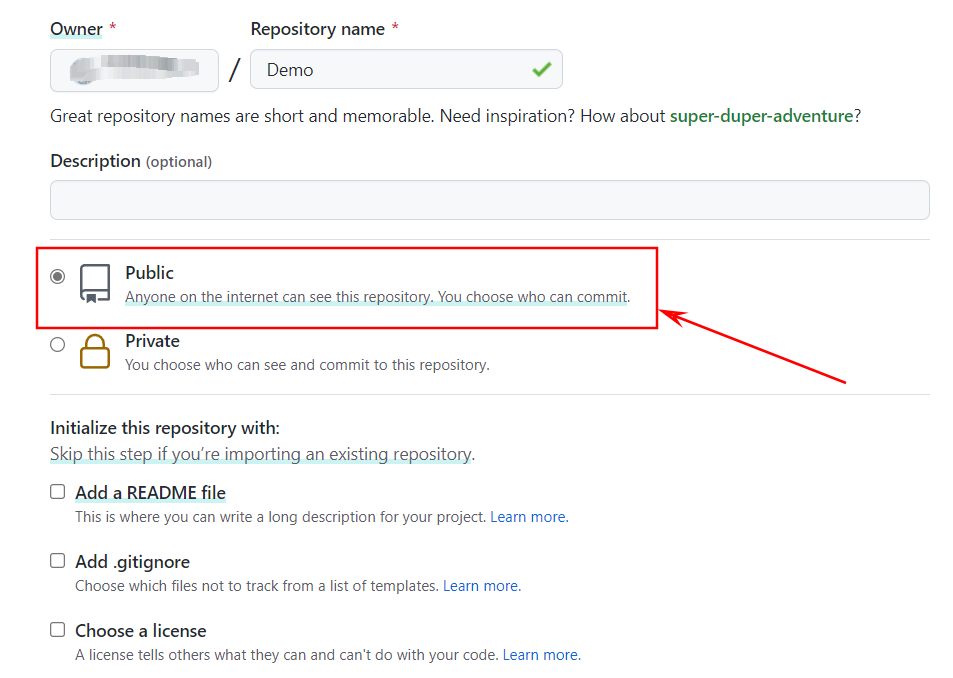 Owner * Repository name *
/ Demo
Great repository names are short and memorable. Need inspiration? How about super-duper-adventure?
Description (optional)
Public
Anyone on the internet can see this repository. You choose who can commit.
Private
You choose who can see and commit to this repository.
Initialize this repository with:
Skip this step if you’re importing an existing repository.
Add a README file
This is where you can write a long description for your project. Learn more.
Add .gitignore
Choose which files not to track from a list of templates. Learn more.
Choose a license
A license tells others what they can and can't do with your code. Learn more.